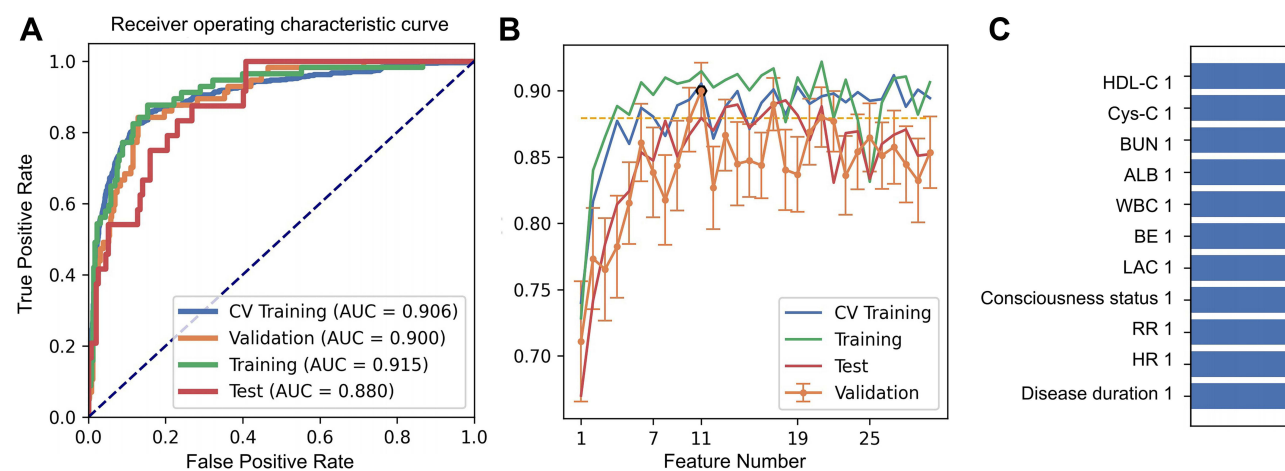 A
Receiver operating characteristic curve
True Positive Rate
1.0
0.8
0.6
0.4
0.2
0.0
0.0
0.2
0.4
0.6
0.8
1.0
False Positive Rate
CV Training (AUC = 0.906)
Validation (AUC = 0.900)
Training (AUC = 0.915)
Test (AUC = 0.880)
B
0.90
0.85
0.80
0.75
0.70
1
7
11
19
25
Feature Number
CV Training
Training
Test
Validation
C
HDL-C 1
Cys-C 1
BUN 1
ALB 1
WBC 1
BE 1
LAC 1
Consciousness status 1
RR 1
HR 1
Disease duration 1